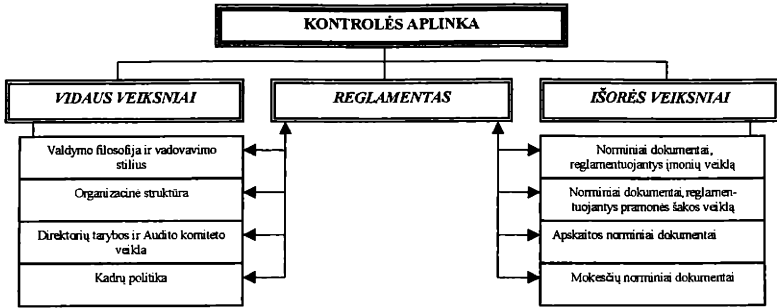 KONTROLĖS APLINKA
VIDAUS VEIKSNIAI
REGLAMENTAS
IŠORĖS VEIKSNIAI
Valdymo filosofija ir vadovavimo
stilius
Organizacinė struktūra
Direktorių tarybos ir Audito komiteto
veikla
Kadrų politika
Norminiai dokumentai,
reglamentuojantys įmonių veiklą
Norminiai dokumentai, reglamen-
tuojantys pramonės šakos veiklą
Apskaitos norminiai dokumentai
Mokesčių norminiai dokumentai